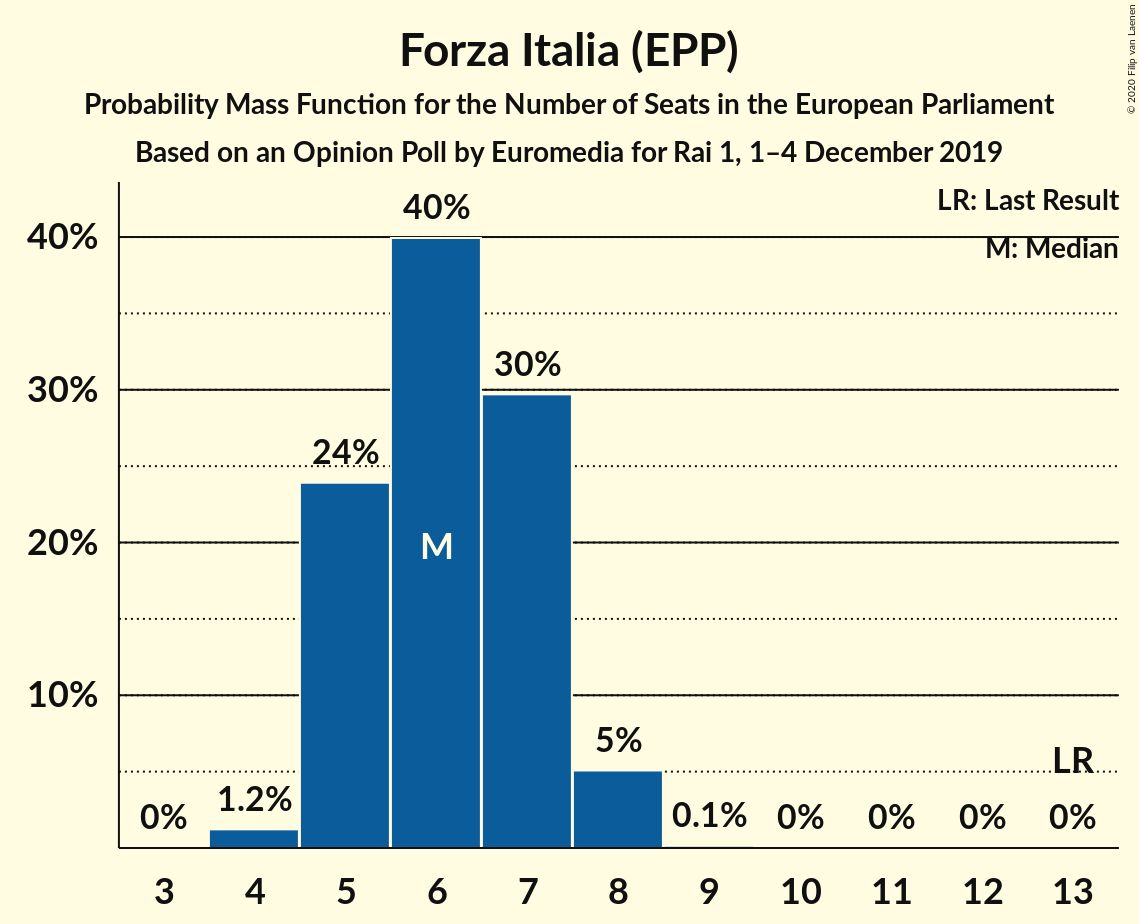 Forza Italia (EPP)
Probability Mass Function for the Number of Seats in the European Parliament
Based on an Opinion Poll by Euromedia for Rai 1, 1–4 December 2019
© 2020 Filip van Laenen
LR: Last Result
M: Median
40%
30%
20%
10%
0%
1.2%
24%
40%
M
30%
5%
0.1%
0%
0%
0%
LR
0%
3 4 5 6 7 8 9 10 11 12 13